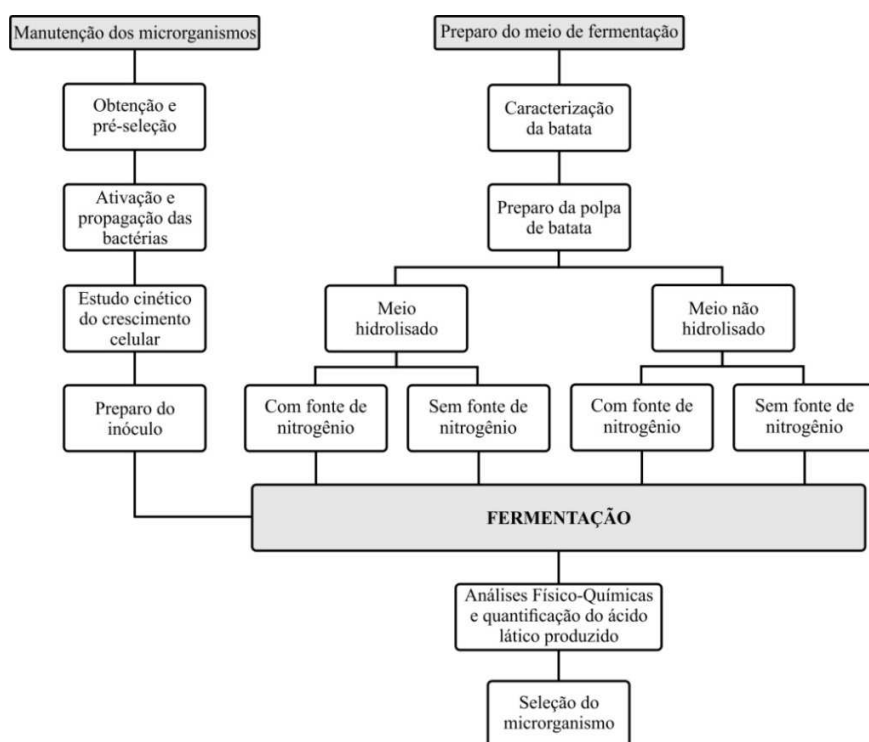 Manutenção dos microrganismos
Obtenção e
pré-seleção
Ativação e
propagação das
bactérias
Estudo cinético
do crescimento
celular
Preparo do
inóculo
Preparo do meio de fermentação
Caracterização
da batata
Preparo da polpa
de batata
Meio
hidrolisado
Meio não
hidrolisado
Com fonte de
nitrogênio
Sem fonte de
nitrogênio
Com fonte de
nitrogênio
Sem fonte de
nitrogênio
FERMENTAÇÃO
Análises Físico-Químicas
e quantificação do ácido
lático produzido
Seleção do
microrganismo